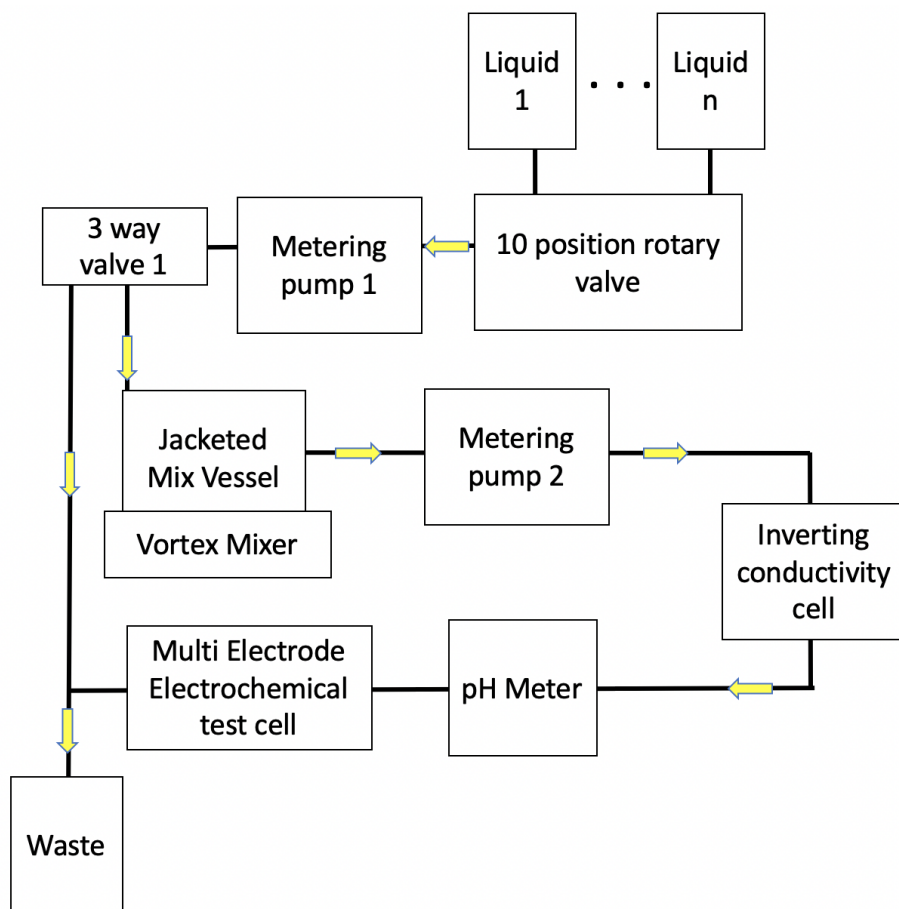 Liquid
1
. . .
Liquid
n
3 way
valve 1
Metering
pump 1
10 position rotary
valve
Jacketed
Mix Vessel
Metering
pump 2
Vortex Mixer
Inverting
conductivity
cell
Multi Electrode
Electrochemical
test cell
pH Meter
Waste